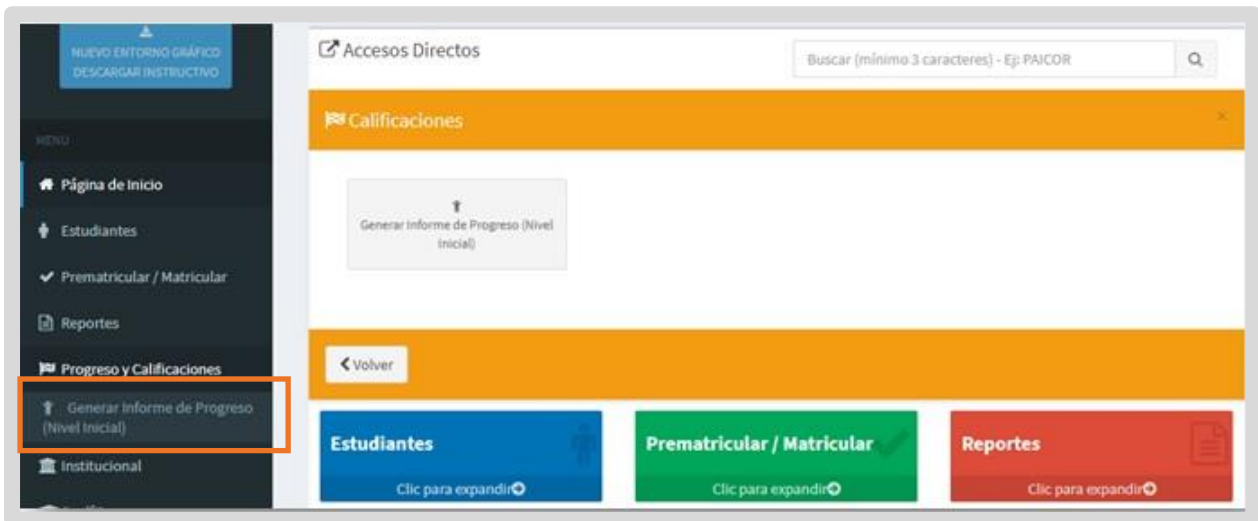 NUEVO ENTORNO GRÁFICO
DESCARGAR INSTRUCTIVO
MENU
Página de Inicio
Estudiantes
Prematricular / Matricular
Reportes
Progreso y Calificaciones
Generar Informe de Progreso
(Nivel Inicial)
Institucional
Accesos Directos
Buscar (mínimo 3 caracteres) - Ej: PAICOR
Calificaciones
×
Generar Informe de Progreso (Nivel
Inicial)
Volver
Estudiantes
Clic para expandir
Prematricular / Matricular
Clic para expandir
Reportes
Clic para expandir